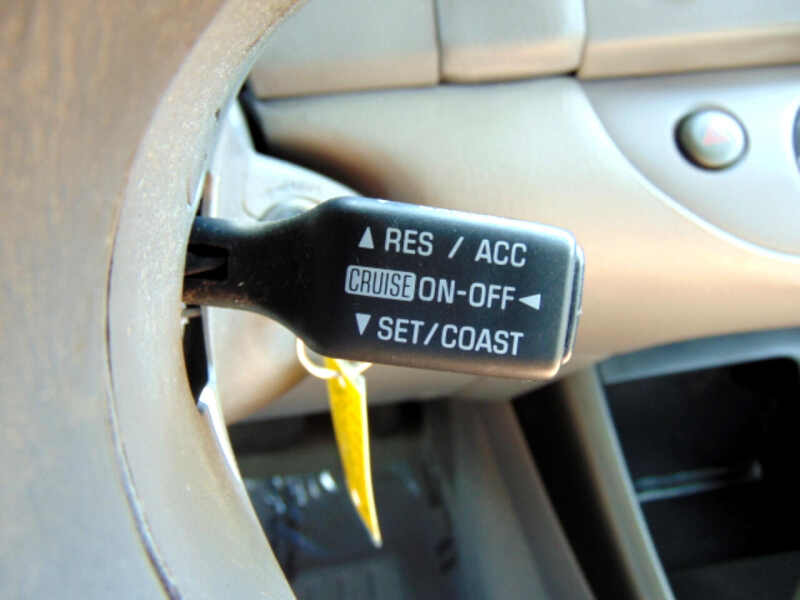 ▲ RES / ACC
CRUISE ON-OFF ◄
▼ SET/COAST